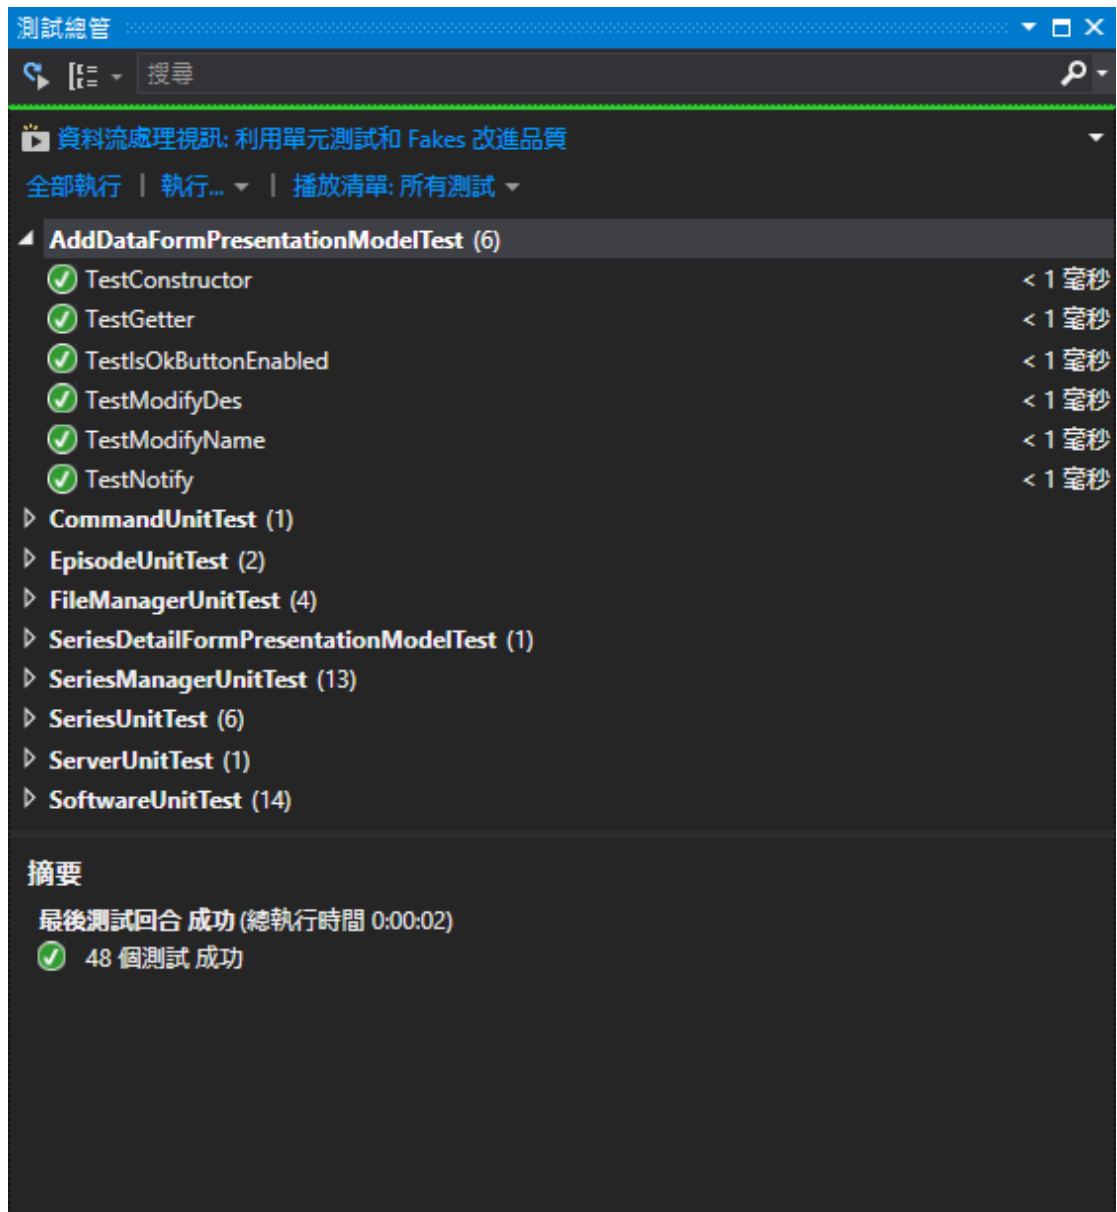 測試總管
搜尋
資料流處理視訊: 利用單元測試和 Fakes 改進品質
全部執行 | 執行... | 播放清單: 所有測試
AddDataFormPresentationModelTest (6)
TestConstructor < 1 毫秒
TestGetter < 1 毫秒
TestIsOkButtonEnabled < 1 毫秒
TestModifyDes < 1 毫秒
TestModifyName < 1 毫秒
TestNotify < 1 毫秒
CommandUnitTest (1)
EpisodeUnitTest (2)
FileManagerUnitTest (4)
SeriesDetailFormPresentationModelTest (1)
SeriesManagerUnitTest (13)
SeriesUnitTest (6)
ServerUnitTest (1)
SoftwareUnitTest (14)
摘要
最後測試回合 成功 (總執行時間 0:00:02)
48 個測試 成功